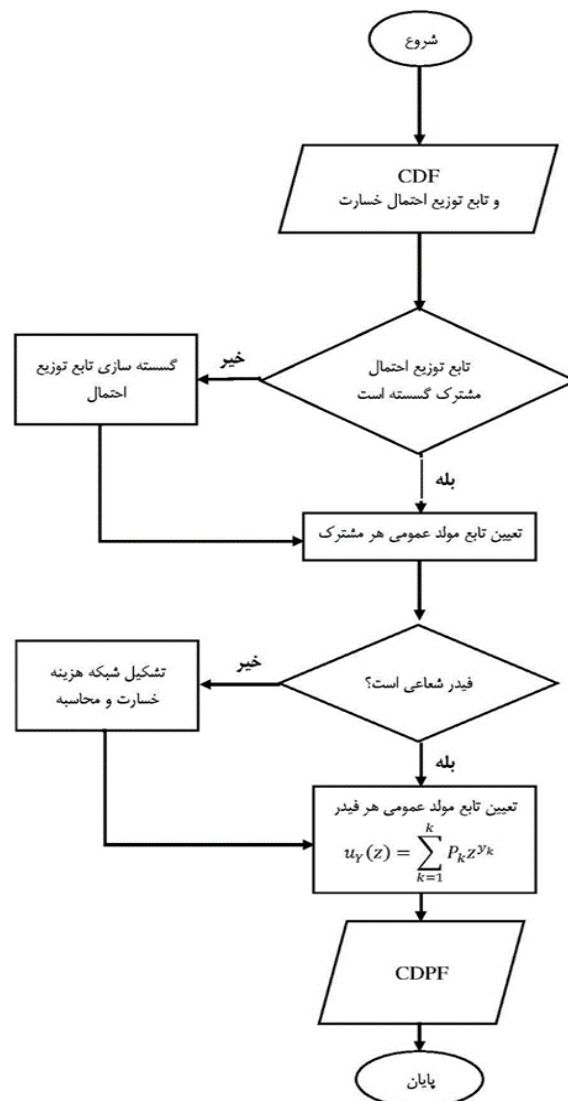 شروع
CDF
و تابع توزیع احتمال خسارت
تابع توزیع احتمال
مشترک گسسته است
خیر
گسسته سازی تابع توزیع
احتمال
بله
تعیین تابع مولد عمومی هر مشترک
فیدر شعاعی است؟
خیر
تشکیل شبکه هزینه
خسارت و محاسبه
بله
تعیین تابع مولد عمومی هر فیدر
$u_Y(z) = \sum_{k=1}^{k} P_k z^{y_k}$
CDPF
پایان